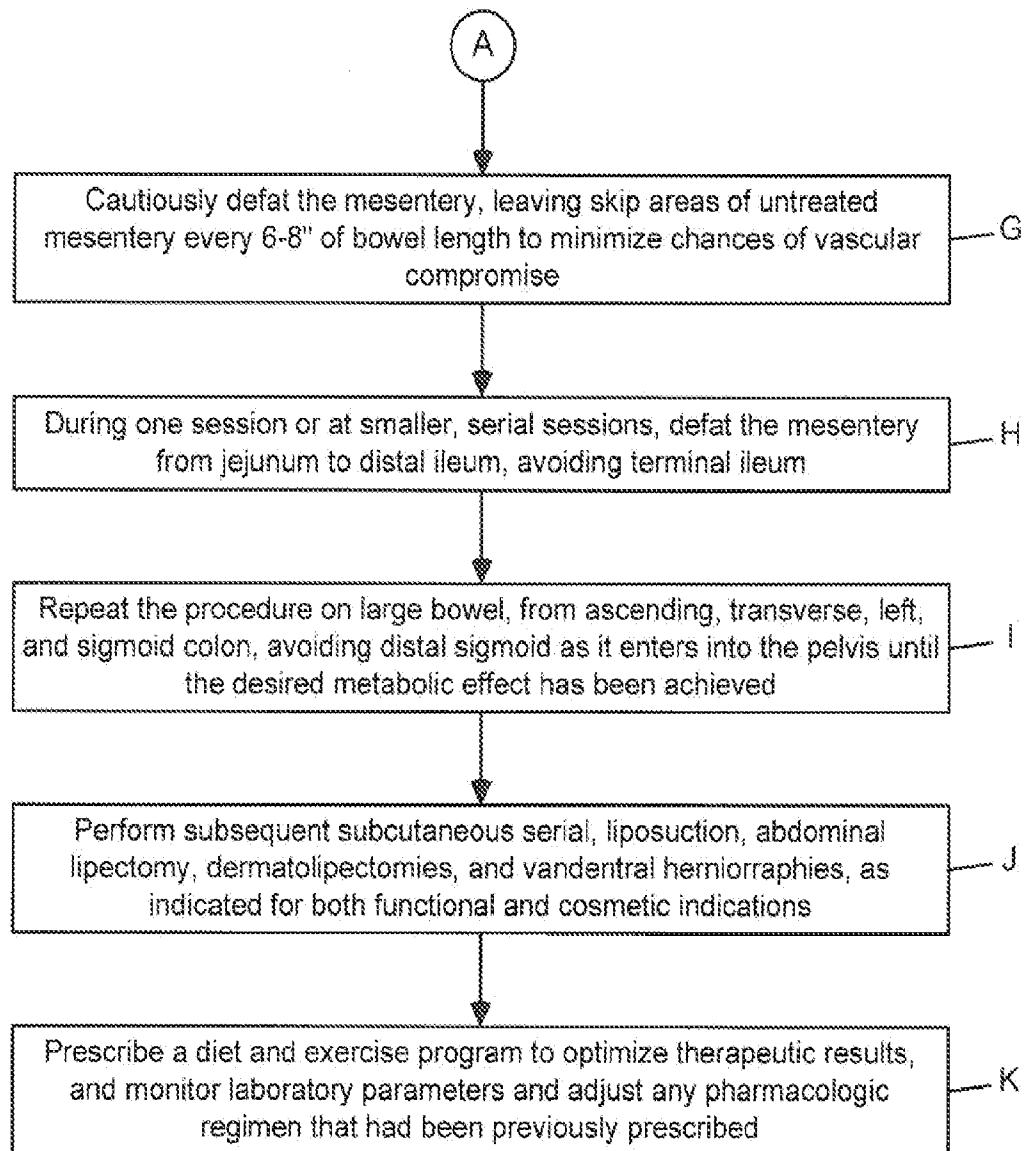 A
Cautiously defat the mesentery, leaving skip areas of untreated
mesentery every 6-8" of bowel length to minimize chances of vascular
compromise
G
During one session or at smaller, serial sessions, defat the mesentery
from jejunum to distal ileum, avoiding terminal ileum
H
Repeat the procedure on large bowel, from ascending, transverse, left,
and sigmoid colon, avoiding distal sigmoid as it enters into the pelvis until
the desired metabolic effect has been achieved
I
Perform subsequent subcutaneous serial, liposuction, abdominal
lipectomy, dermatolipectomies, and vandentral herniorraphies, as
indicated for both functional and cosmetic indications
J
Prescribe a diet and exercise program to optimize therapeutic results,
and monitor laboratory parameters and adjust any pharmacologic
regimen that had been previously prescribed
K